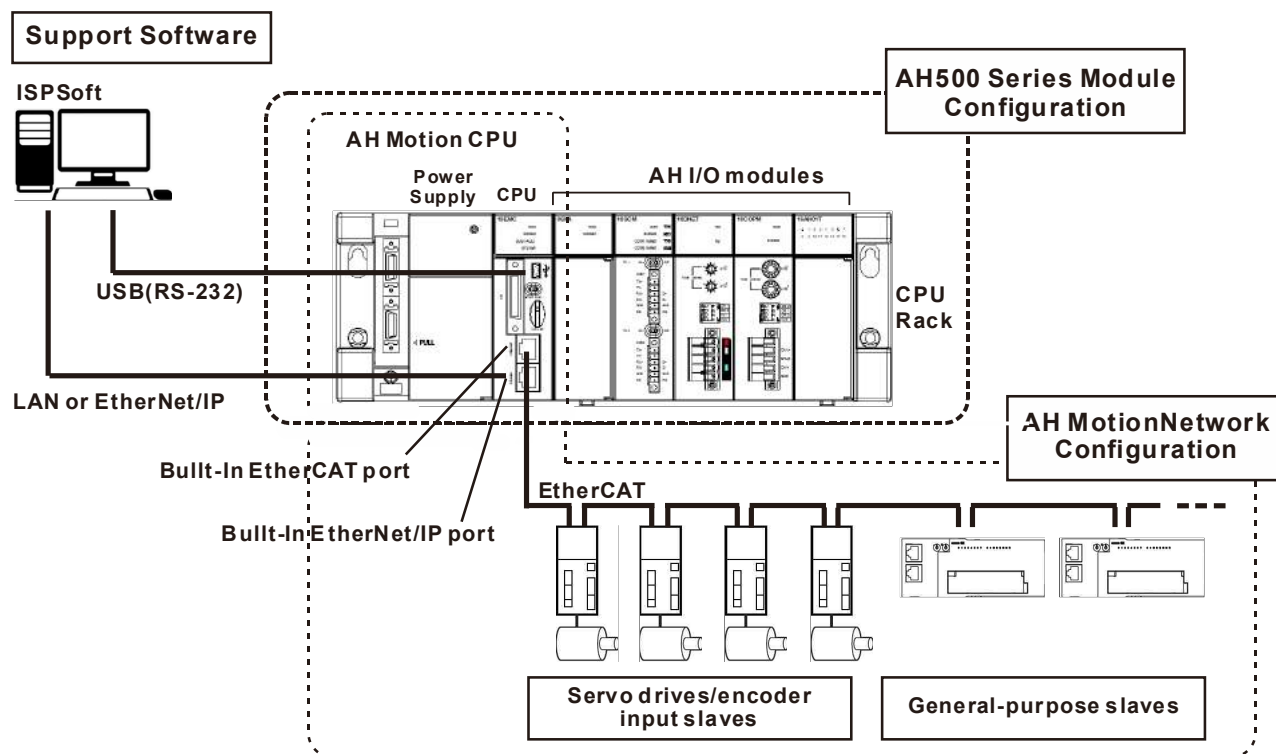 Support Software
ISPSoft
AH500 Series Module
Configuration
AH Motion CPU
Power
Supply
CPU
AH I/O modules
USB(RS-232)
PULL
CPU
Rack
LAN or EtherNet/IP
AH MotionNetwork
Configuration
Bullt-In EtherCAT port
EtherCAT
Bullt-In EtherNet/IP port
Servo drives/encoder
input slaves
General-purpose slaves